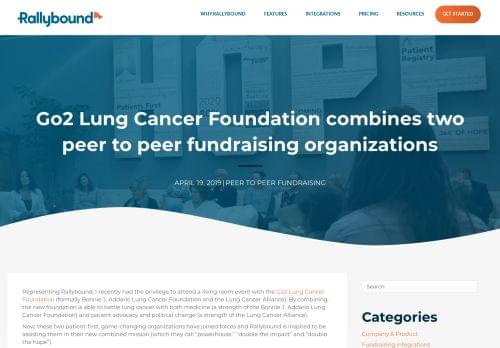 Rallybound
WHY RALLYBOUND
FEATURES
INTEGRATIONS
PRICING
RESOURCES
GET STARTED
HOPE
Patient
Registry
Patients First
2020
Go2 Lung Cancer Foundation combines two
peer to peer fundraising organizations
APRIL 19, 2019 | PEER TO PEER FUNDRAISING
Representing Rallybound, I recently had the privilege to attend a living room event with the Go2 Lung Cancer
Foundation (formally Bonnie J. Addario Lung Cancer Foundation and the Lung Cancer Alliance). By combining,
the new foundation is able to battle lung cancer with both medicine (a strength of the Bonnie J. Addario Lung
Cancer Foundation) and patient advocacy and political change (a strength of the Lung Cancer Alliance).
Now, these two patient-first, game-changing organizations have joined forces and Rallybound is inspired to be
assisting them in their new combined mission (which they call "powerhouse," "double the impact" and "double
the hope").
Search
Categories
Company & Product
Fundraising integrations